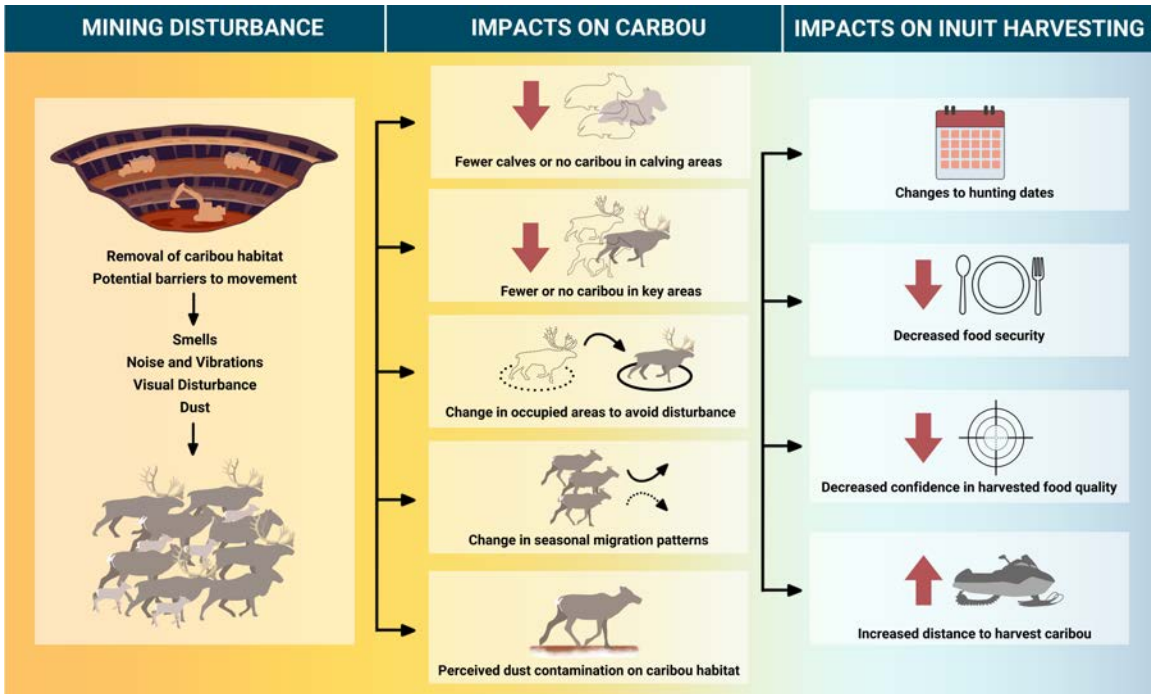 MINING DISTURBANCE
IMPACTS ON CARBOU
IMPACTS ON INUIT HARVESTING
Removal of caribou habitat
Potential barriers to movement
Smells
Noise and Vibrations
Visual Disturbance
Dust
Fewer calves or no caribou in calving areas
Fewer or no caribou in key areas
Change in occupied areas to avoid disturbance
Change in seasonal migration patterns
Perceived dust contamination on caribou habitat
Changes to hunting dates
Decreased food security
Decreased confidence in harvested food quality
Increased distance to harvest caribou